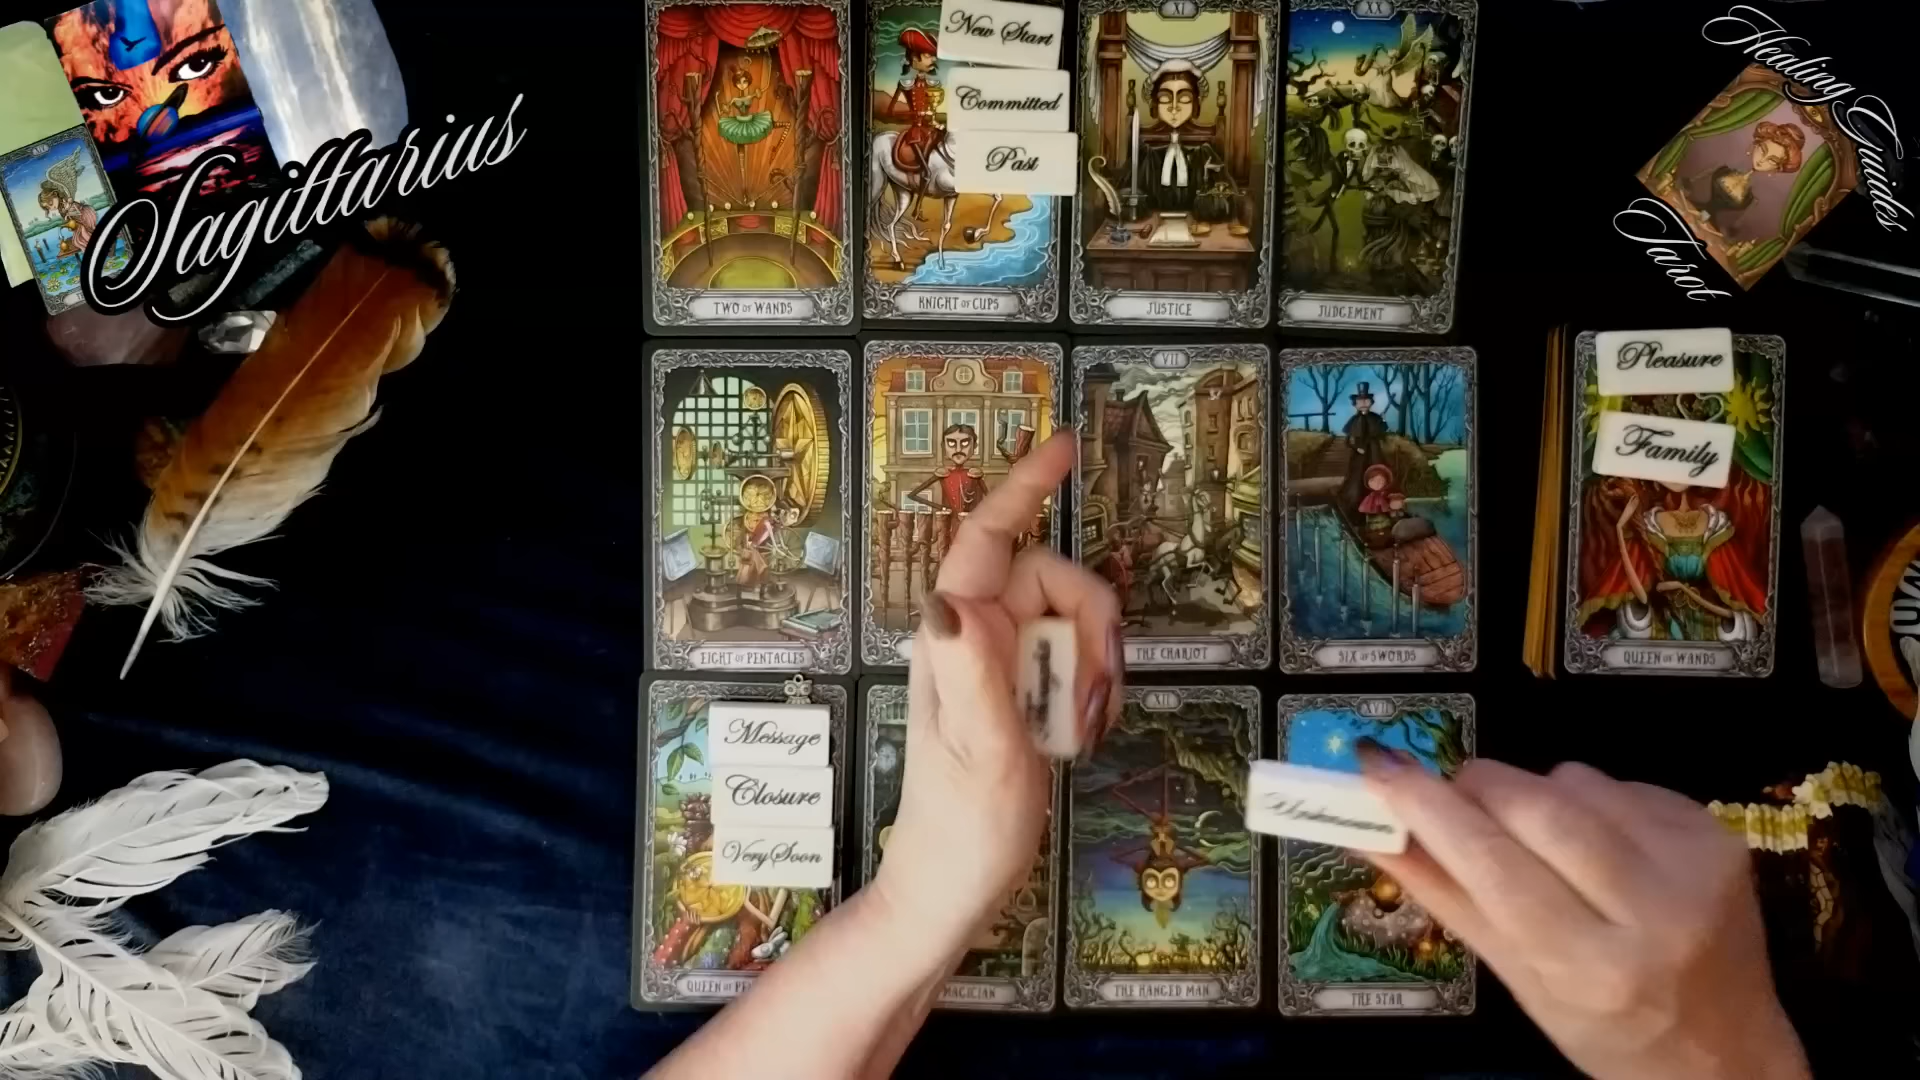 Sagittarius
Healing Guides
Tarot
XI
XX
New Start
Committed
Past
TWO OF WANDS
KNIGHT OF CUPS
JUSTICE
JUDGEMENT
VII
Pleasure
Family
EIGHT OF PENTACLES
THE CHARIOT
SIX OF SWORDS
QUEEN OF WANDS
XII
XVII
Message
Closure
Very Soon
QUEEN OF
MAGICIAN
THE HANGED MAN
THE STAR